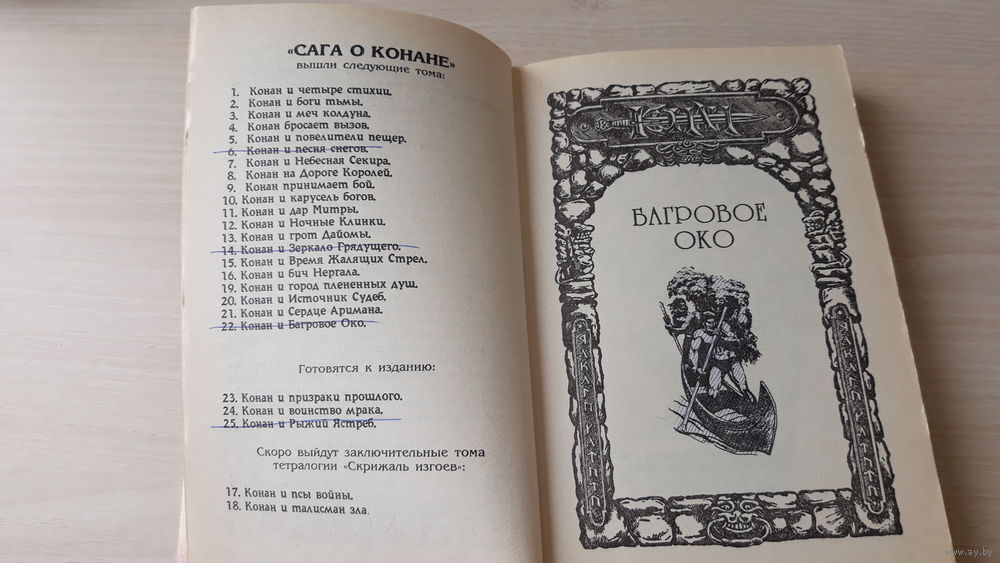 «САГА О КОНАНЕ»
вышли следующие тома:
1. Конан и четыре стихии.
2. Конан и боги тьмы.
3. Конан и меч колдуна.
4. Конан бросает вызов.
5. Конан и повелители пещер.
6. Конан и песня снегов.
7. Конан и Небесная Секира.
8. Конан на Дороге Королей.
9. Конан принимает бой.
10. Конан и карусель богов.
11. Конан и дар Митры.
12. Конан и Ночные Клинки.
13. Конан и грот Дайомы.
14. Конан и Зеркало Грядущего.
15. Конан и Время Жалящих Стрел.
16. Конан и бич Нергала.
19. Конан и город плененных душ.
20. Конан и Источник Судеб.
21. Конан и Сердце Аримана.
22. Конан и Багровое Око.
Готовятся к изданию:
23. Конан и призраки прошлого.
24. Конан и воинство мрака.
25. Конан и Рыжий Ястреб.
Скоро выйдут заключительные тома
тетралогии «Скрижаль изгоев»:
17. Конан и псы войны.
18. Конан и талисман зла.
КОНАН
БАГРОВОЕ
ОКО
www.ay.by